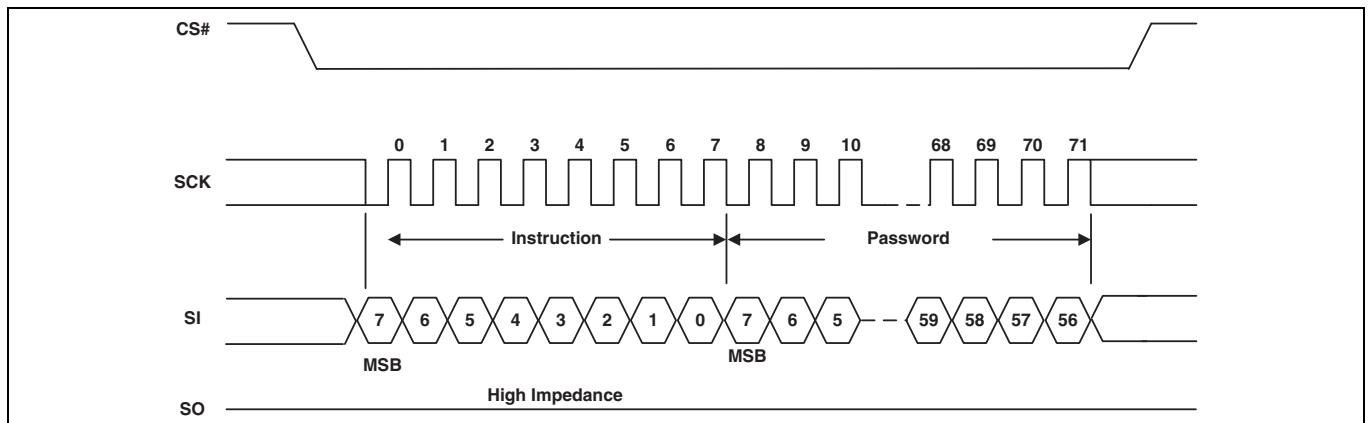 CS#
0 1 2 3 4 5 6 7 8 9 10 68 69 70 71
SCK
Instruction Password
SI 7 6 5 4 3 2 1 0 7 6 5 59 58 57 56
MSB MSB
High Impedance
SO